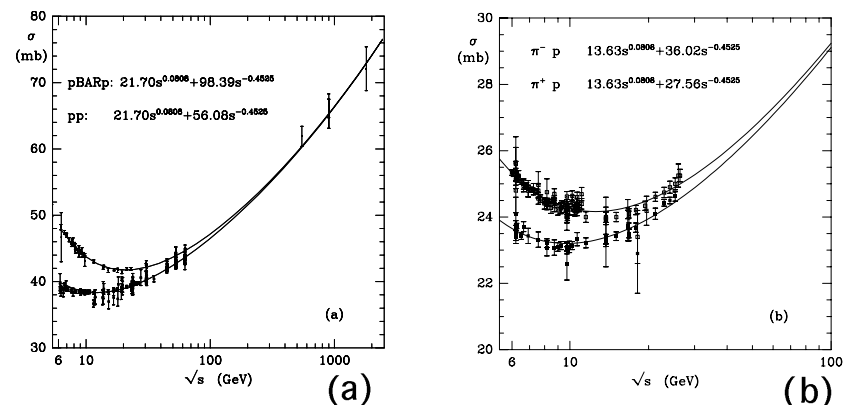 80
σ
(mb)
70
60
50
40
30
pBARp: 21.70s^0.0808+98.39s^-0.4525
pp: 21.70s^0.0808+56.08s^-0.4525
(a)
6 10 100 1000
√s (GeV)
(a)
30
σ
(mb)
28
26
24
22
20
π⁻ p 13.63s^0.0808+36.02s^-0.4525
π⁺ p 13.63s^0.0808+27.56s^-0.4525
(b)
6 10 100
√s (GeV)
(b)